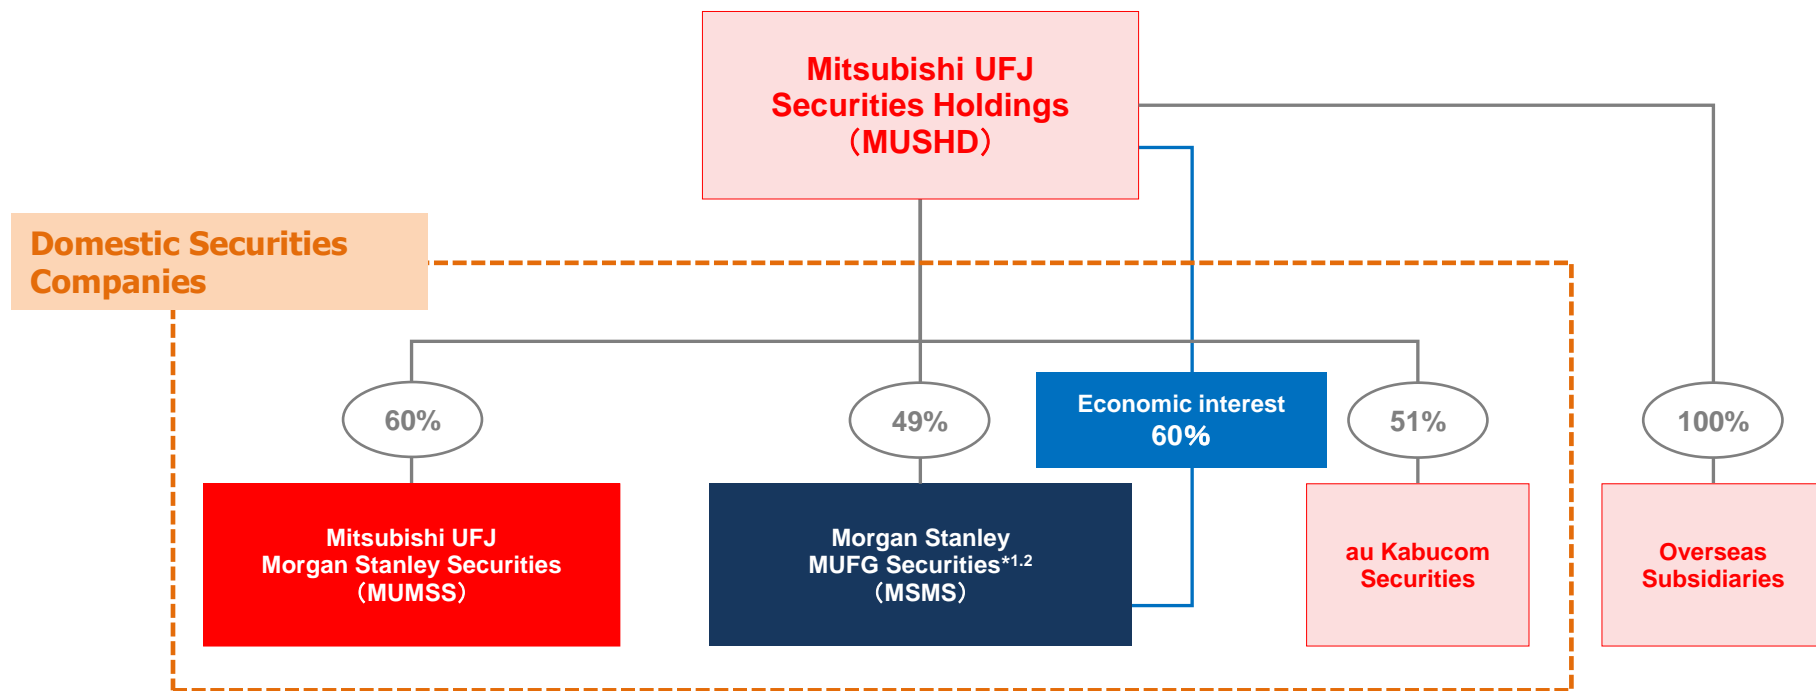 Mitsubishi UFJ
Securities Holdings
（MUSHD）
Domestic Securities
Companies
60%
49%
Economic interest
60%
51%
100%
Mitsubishi UFJ
Morgan Stanley Securities
（MUMSS）
Morgan Stanley
MUFG Securities*1.2
（MSMS）
au Kabucom
Securities
Overseas
Subsidiaries